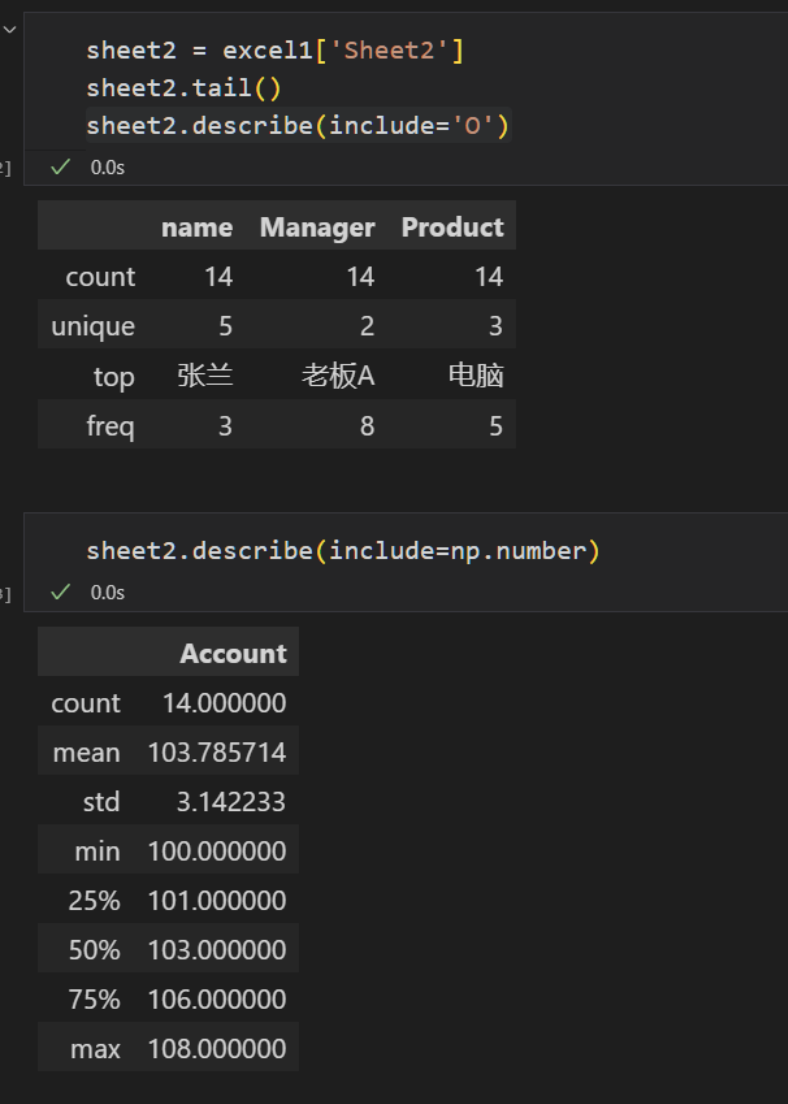 sheet2 = excel1['Sheet2']
sheet2.tail()
sheet2.describe(include='O')
2] 0.0s
name Manager Product
count 14 14 14
unique 5 2 3
top 张兰 老板A 电脑
freq 3 8 5
sheet2.describe(include=np.number)
3] 0.0s
Account
count 14.000000
mean 103.785714
std 3.142233
min 100.000000
25% 101.000000
50% 103.000000
75% 106.000000
max 108.000000